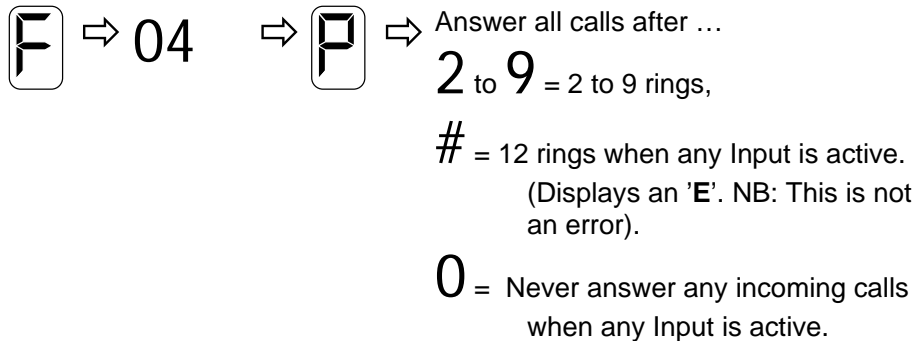 F ⇨ 04 ⇨ P ⇨ Answer all calls after …
2 to 9 = 2 to 9 rings,
# = 12 rings when any Input is active.
(Displays an ’E’. NB: This is not
an error).
0 = Never answer any incoming calls
when any Input is active.